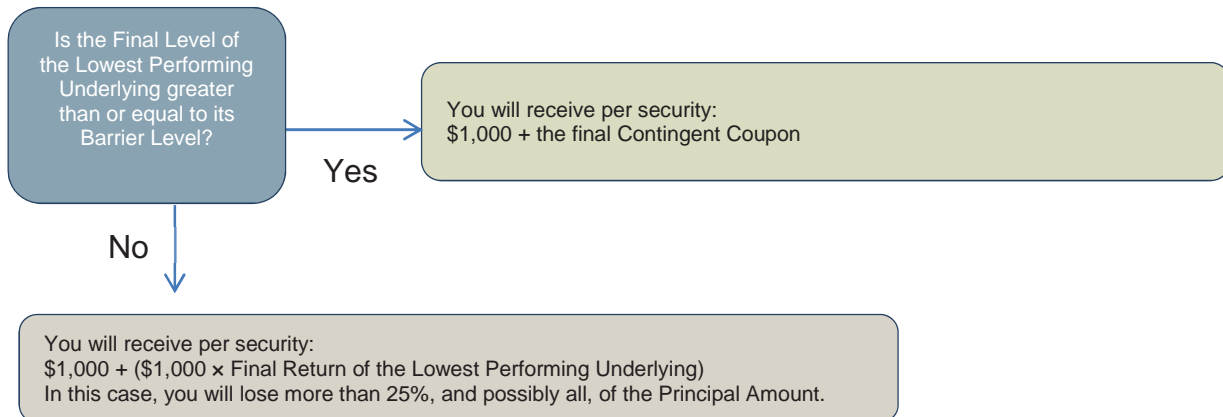 Is the Final Level of
the Lowest Performing
Underlying greater
than or equal to its
Barrier Level?
You will receive per security:
$1,000 + the final Contingent Coupon
Yes
No
You will receive per security:
$1,000 + ($1,000 × Final Return of the Lowest Performing Underlying)
In this case, you will lose more than 25%, and possibly all, of the Principal Amount.